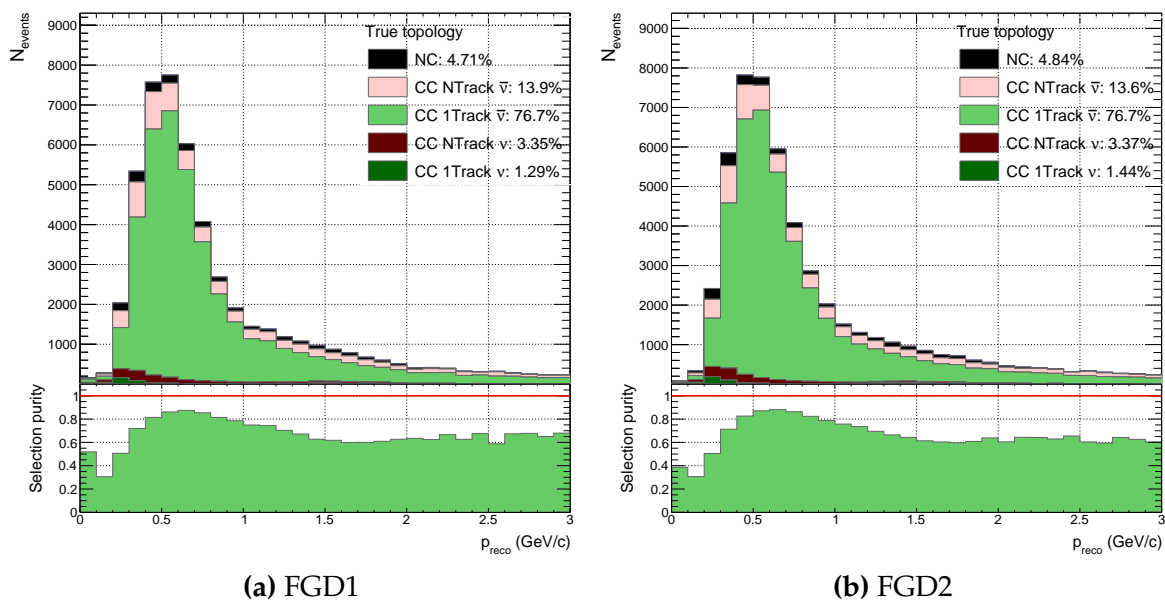 N_events
9000
8000
7000
6000
5000
4000
3000
2000
1000
True topology
NC: 4.71%
CC NTrack ν̅: 13.9%
CC 1Track ν̅: 76.7%
CC NTrack ν: 3.35%
CC 1Track ν: 1.29%
Selection purity
1
0.8
0.6
0.4
0.2
0
0 0.5 1 1.5 2 2.5 3
p_reco (GeV/c)
(a) FGD1
N_events
9000
8000
7000
6000
5000
4000
3000
2000
1000
True topology
NC: 4.84%
CC NTrack ν̅: 13.6%
CC 1Track ν̅: 76.7%
CC NTrack ν: 3.37%
CC 1Track ν: 1.44%
Selection purity
1
0.8
0.6
0.4
0.2
0
0 0.5 1 1.5 2 2.5 3
p_reco (GeV/c)
(b) FGD2